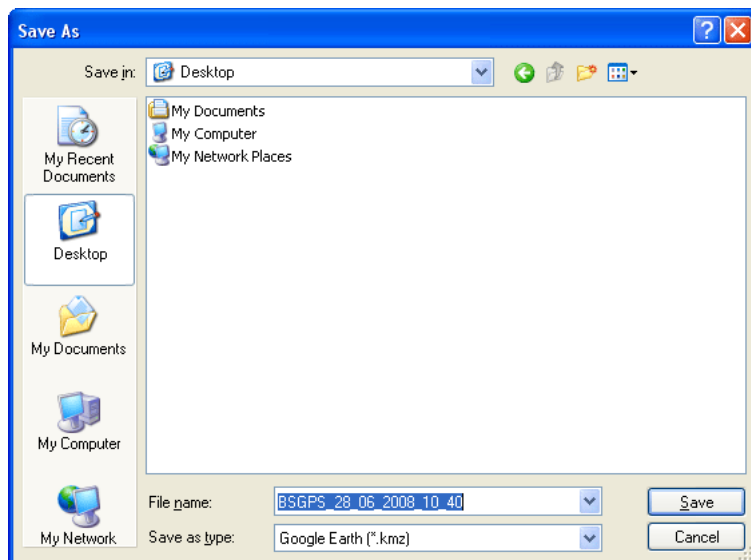 Save As
Save in: Desktop
My Recent
Documents
Desktop
My Documents
My Computer
My Network
My Documents
My Computer
My Network Places
File name: BSGPS_28_06_2008_10_40
Save as type: Google Earth (*.kmz)
Save
Cancel